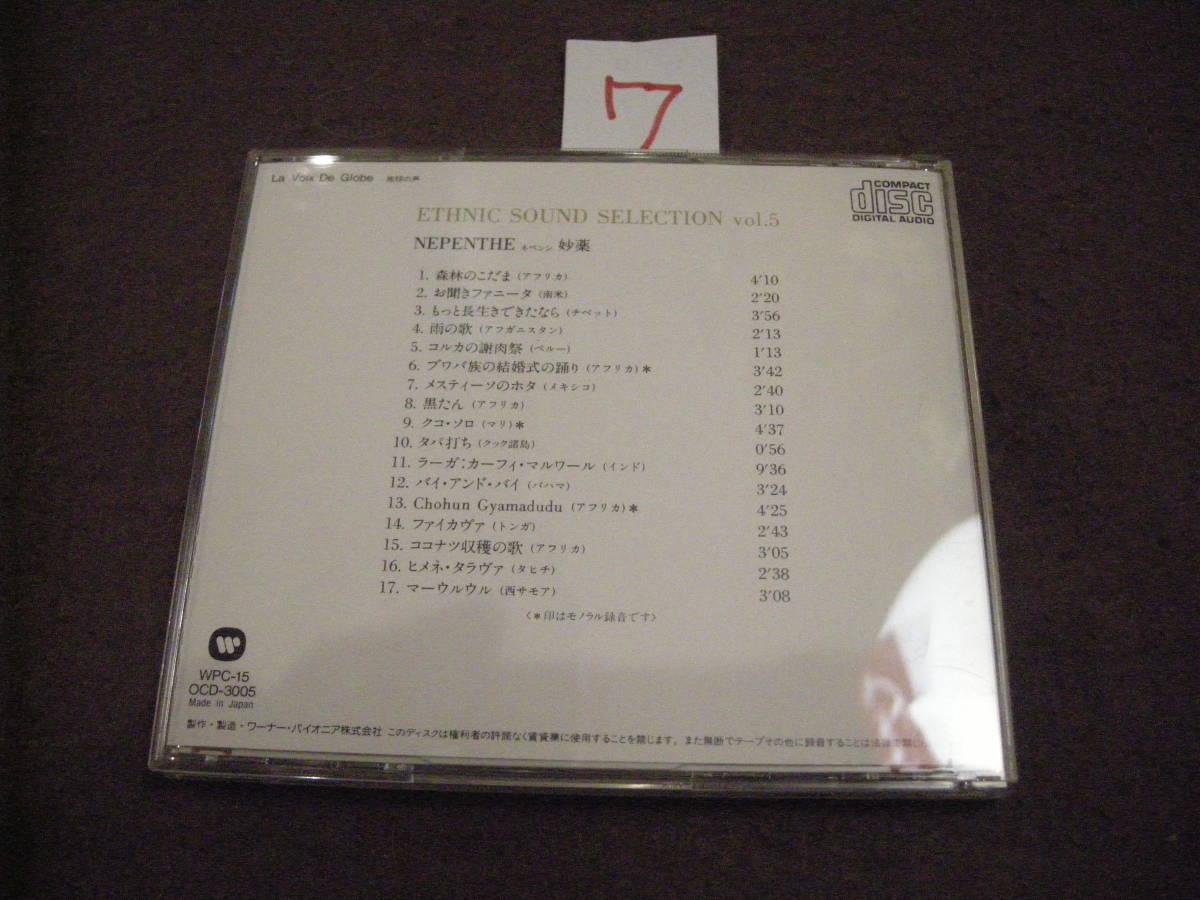 ワ
La Voix De Globe 地球の声
COMPACT
disc
DIGITAL AUDIO
ETHNIC SOUND SELECTION vol.5
NEPENTHE ネペンシ 妙薬
1. 森林のこだま (アフリカ) 4'10
2. お聞きファニータ (南米) 2'20
3. もっと長生きできたなら (チベット) 3'56
4. 雨の歌 (アフガニスタン) 2'13
5. コルカの謝肉祭 (ペルー) 1'13
6. ブワバ族の結婚式の踊り (アフリカ)* 3'42
7. メスティーソのホタ (メキシコ) 2'40
8. 黒たん (アフリカ) 3'10
9. クコ・ソロ (マリ)* 4'37
10. タパ打ち (クック諸島) 0'56
11. ラーガ:カーフィ・マルワール (インド) 9'36
12. バイ・アンド・バイ (バハマ) 3'24
13. Chohun Gyamadudu (アフリカ)* 4'25
14. ファイカヴァ (トンガ) 2'43
15. ココナツ収穫の歌 (アフリカ) 3'05
16. ヒメネ・タラヴァ (タヒチ) 2'38
17. マーウルウル (西サモア) 3'08
〈*印はモノラル録音です〉
WPC-15
OCD-3005
Made in Japan
製作・製造・ワーナー・パイオニア株式会社 このディスクは権利者の許諾なく賃貸業に使用することを禁じます。また無断でテープその他に録音することは法律で禁じ